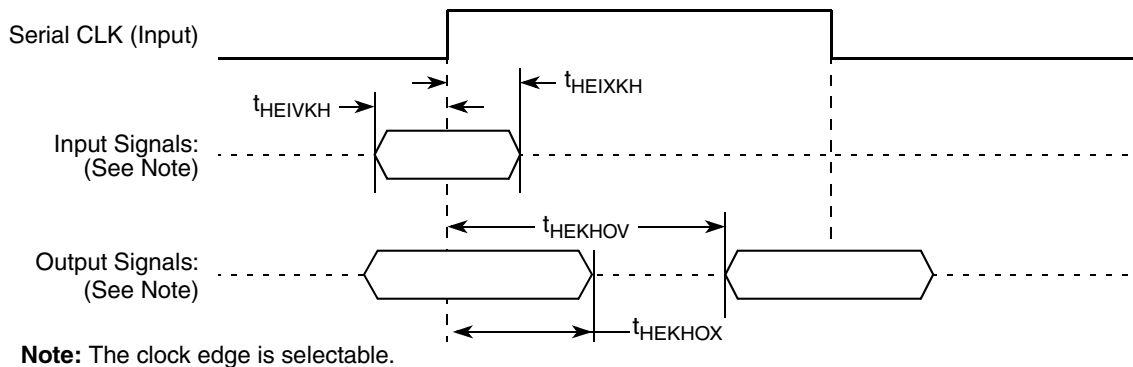 Serial CLK (Input)
tHEIXKH
tHEIVKH
Input Signals:
(See Note)
tHEKHOV
Output Signals:
(See Note)
tHEKHOX
Note: The clock edge is selectable.